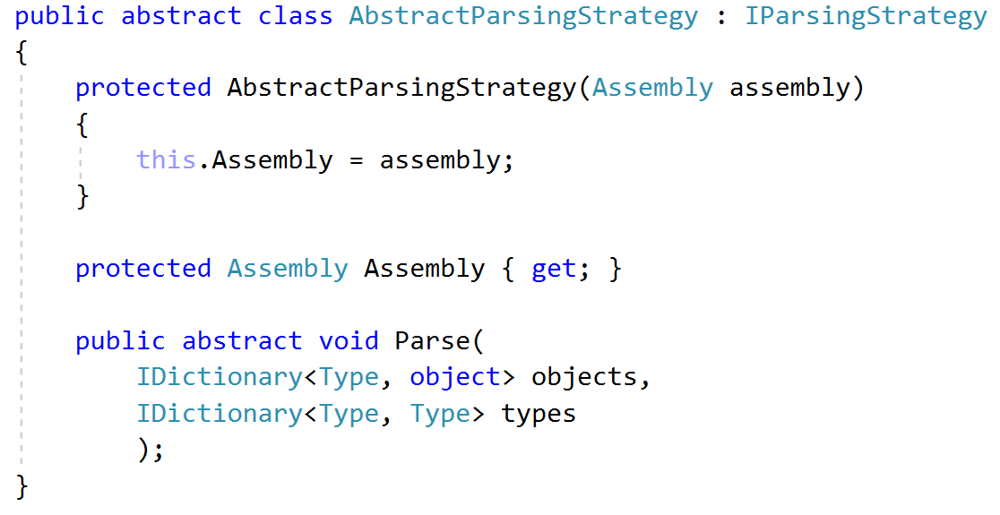 public abstract class AbstractParsingStrategy : IParsingStrategy
{
    protected AbstractParsingStrategy(Assembly assembly)
    {
        this.Assembly = assembly;
    }

    protected Assembly Assembly { get; }

    public abstract void Parse(
        IDictionary<Type, object> objects,
        IDictionary<Type, Type> types
        );
}